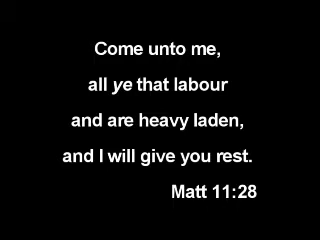 Come unto me,
all ye that labour
and are heavy laden,
and I will give you rest.
Matt 11:28